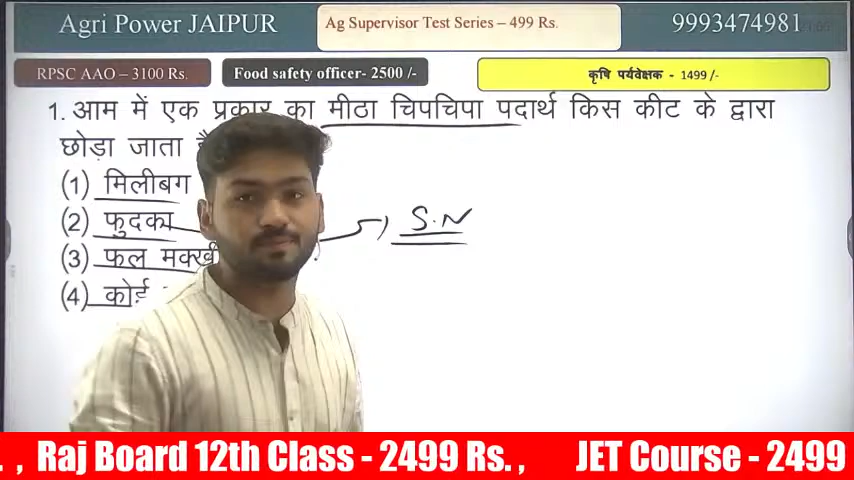 Agri Power JAIPUR
Ag Supervisor Test Series – 499 Rs.
9993474981
RPSC AAO – 3100 Rs.
Food safety officer- 2500 /-
कृषि पर्यवेक्षक - 1499 /-
1. आम में एक प्रकार का मीठा चिपचिपा पदार्थ किस कीट के द्वारा
छोड़ा जाता है
(1) मिलीबग
(2) फुदका
S.N
(3) फल मक्खी
(4) कोई
. , Raj Board 12th Class - 2499 Rs. , JET Course - 2499